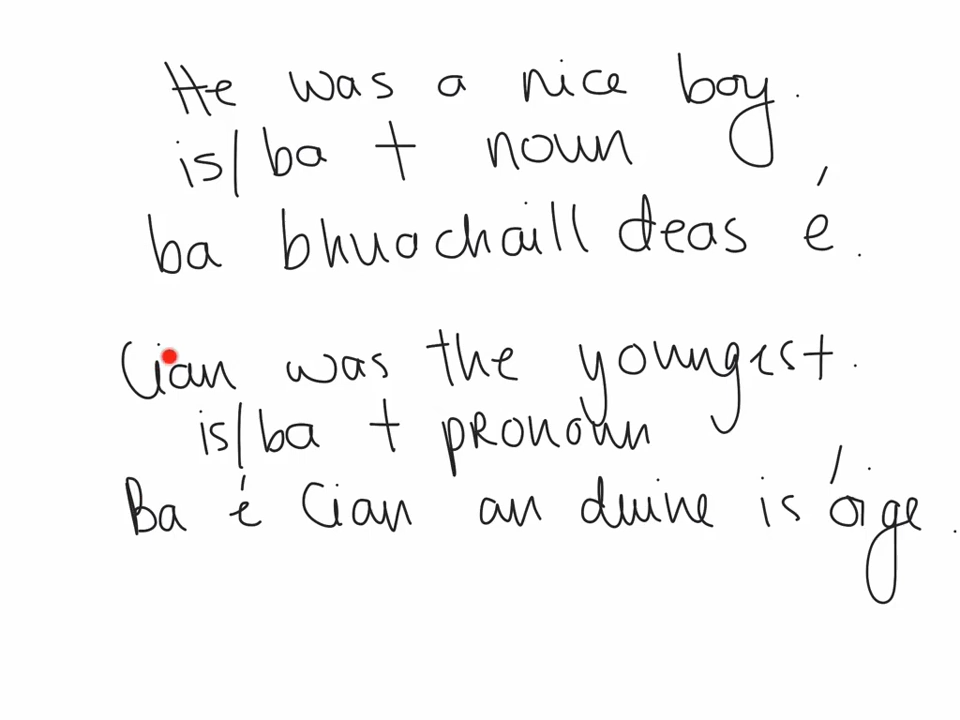 He was a nice boy.
is/ba + noun
ba bhuachaill deas é.
Cian was the youngest.
is/ba + pronoun
Ba é Cian an duine is óige.